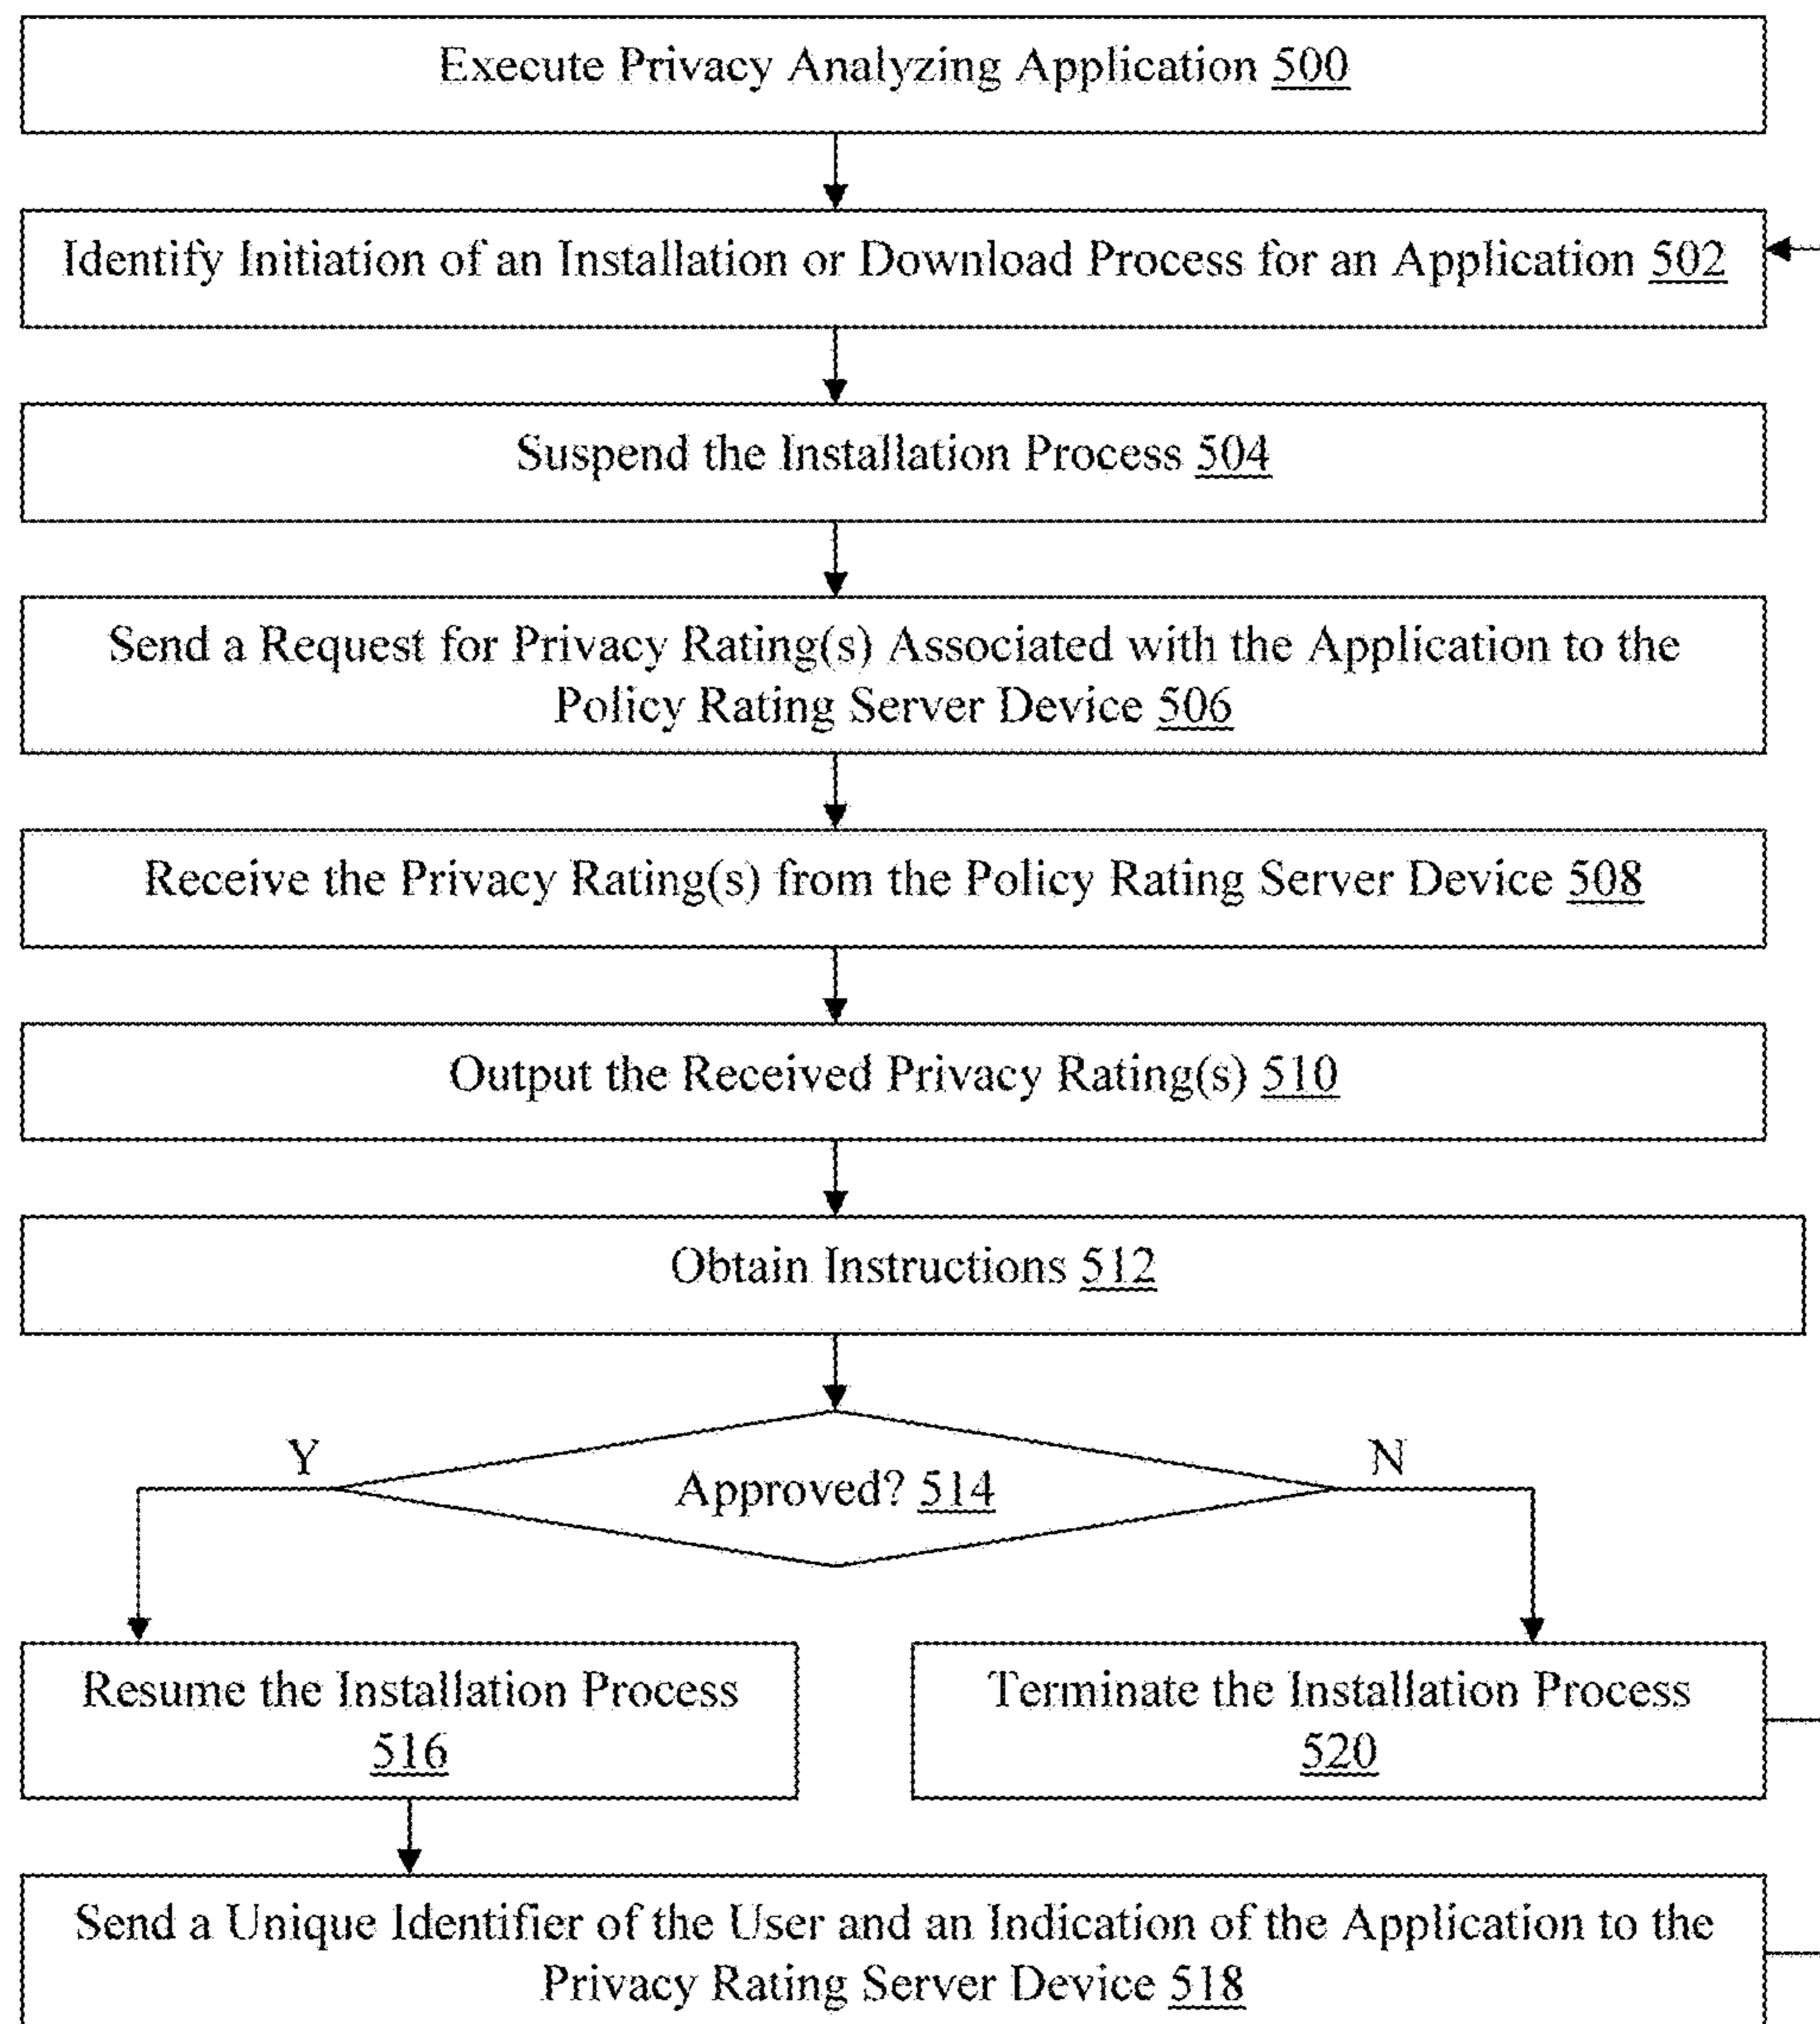 Execute Privacy Analyzing Application 500
Identify Initiation of an Installation or Download Process for an Application 502
Suspend the Installation Process 504
Send a Request for Privacy Rating(s) Associated with the Application to the
Policy Rating Server Device 506
Receive the Privacy Rating(s) from the Policy Rating Server Device 508
Output the Received Privacy Rating(s) 510
Obtain Instructions 512
Y
N
Approved? 514
Resume the Installation Process
516
Terminate the Installation Process
520
Send a Unique Identifier of the User and an Indication of the Application to the
Privacy Rating Server Device 518